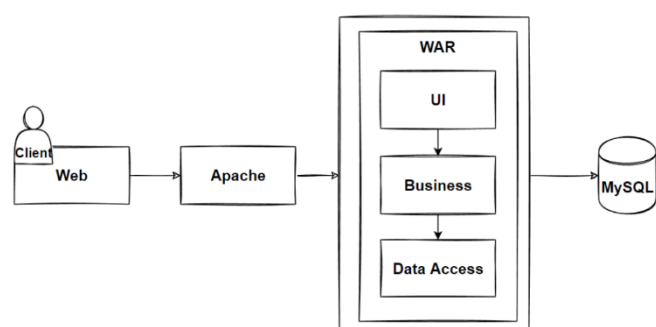 Client
Web
Apache
WAR
UI
Business
Data Access
MySQL